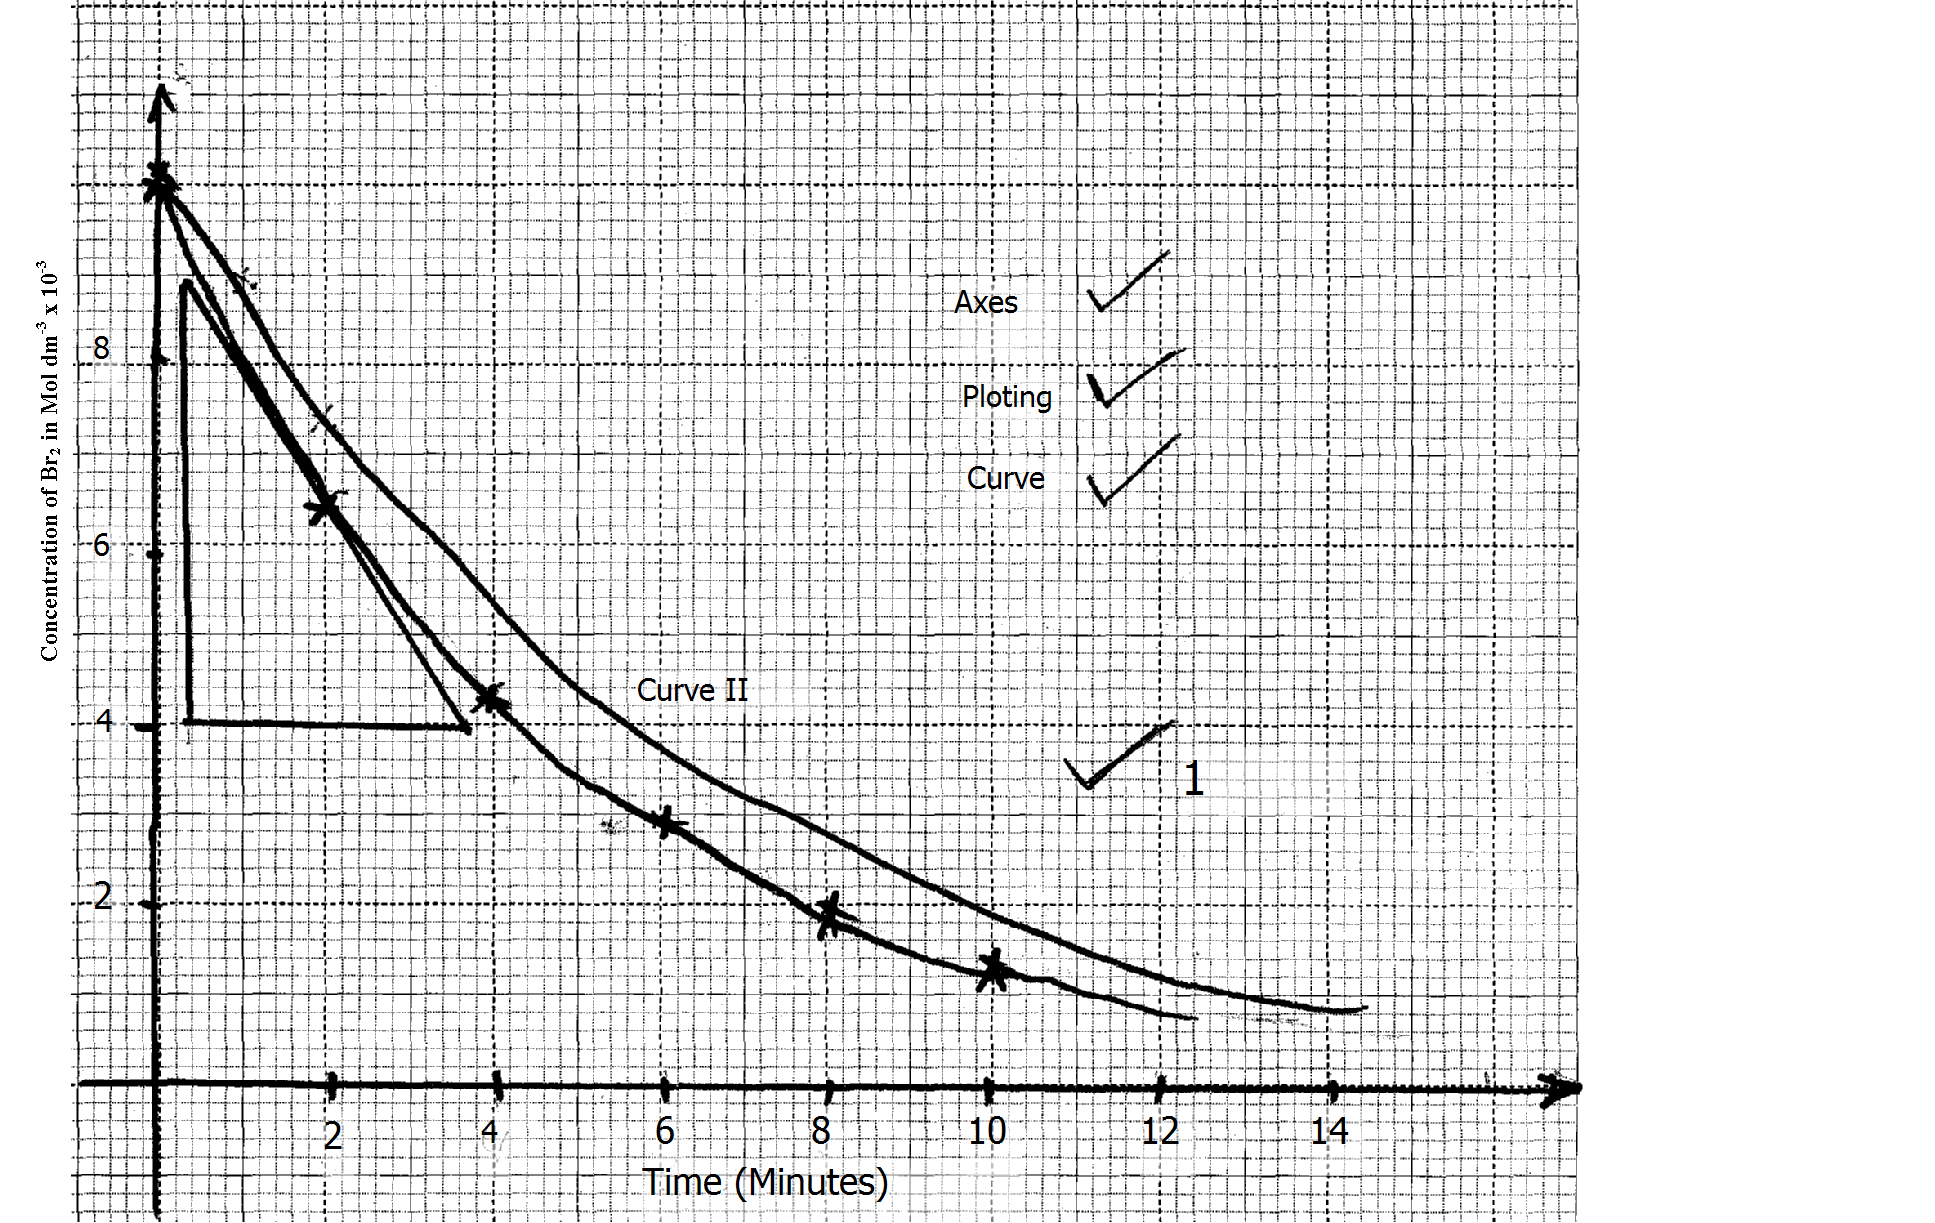 Concentration of Br₂ in Mol dm⁻³ x 10⁻³
8
6
4
2
Axes
Ploting
Curve
Curve II
1
2 4 6 8 10 12 14
Time (Minutes)